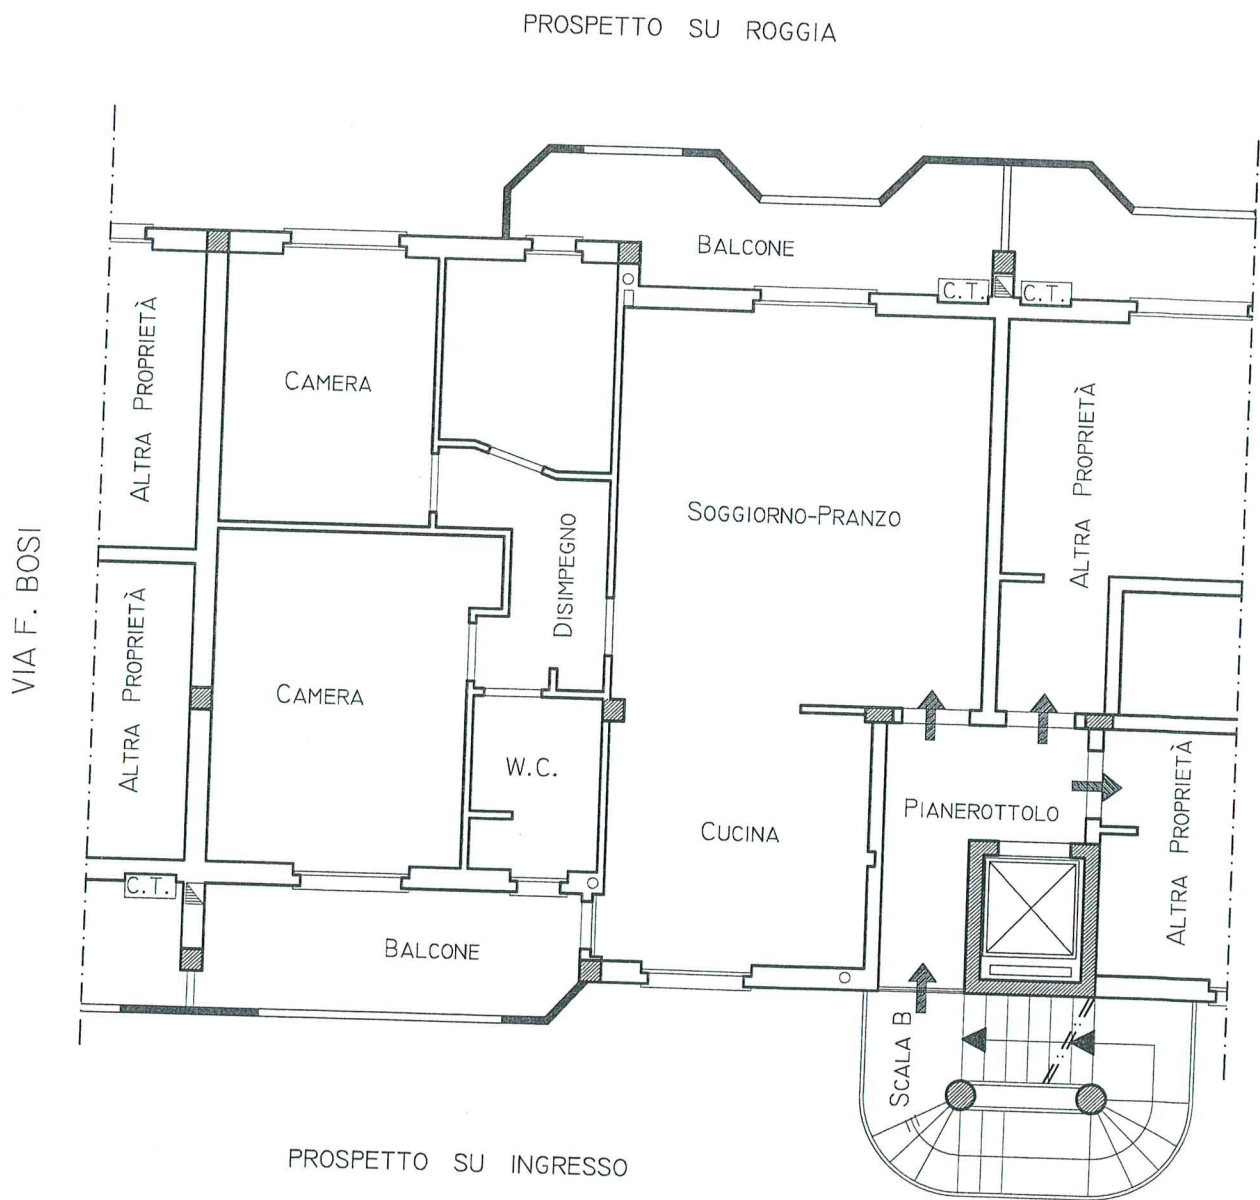 PROSPETTO SU ROGGIA
BALCONE
C.T.
C.T.
ALTRA PROPRIETÀ
CAMERA
ALTRA PROPRIETÀ
SOGGIORNO-PRANZO
DISIMPEGNO
VIA F. BOSI
ALTRA PROPRIETÀ
CAMERA
W.C.
CUCINA
PIANEROTTOLO
ALTRA PROPRIETÀ
C.T.
BALCONE
SCALA B
PROSPETTO SU INGRESSO